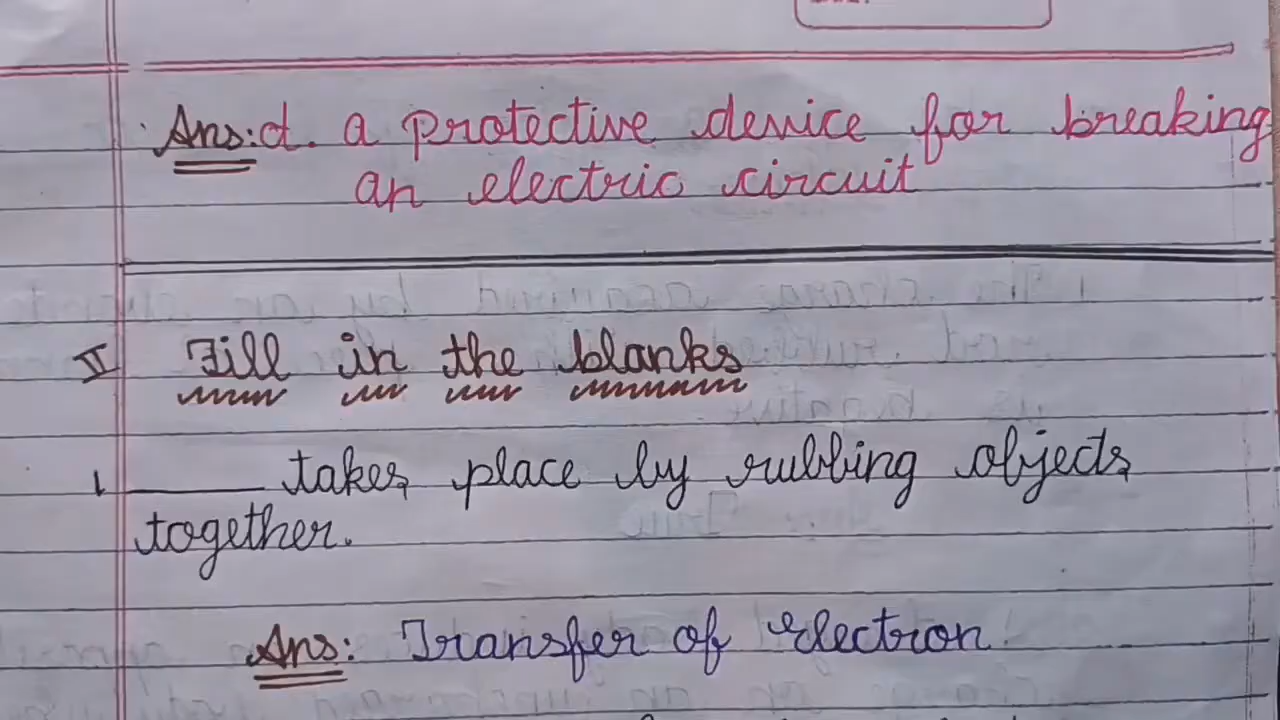 Ans: d. a protective device for breaking
an electric circuit
II Fill in the blanks
1 ______ takes place by rubbing objects
together.
Ans: Transfer of electron